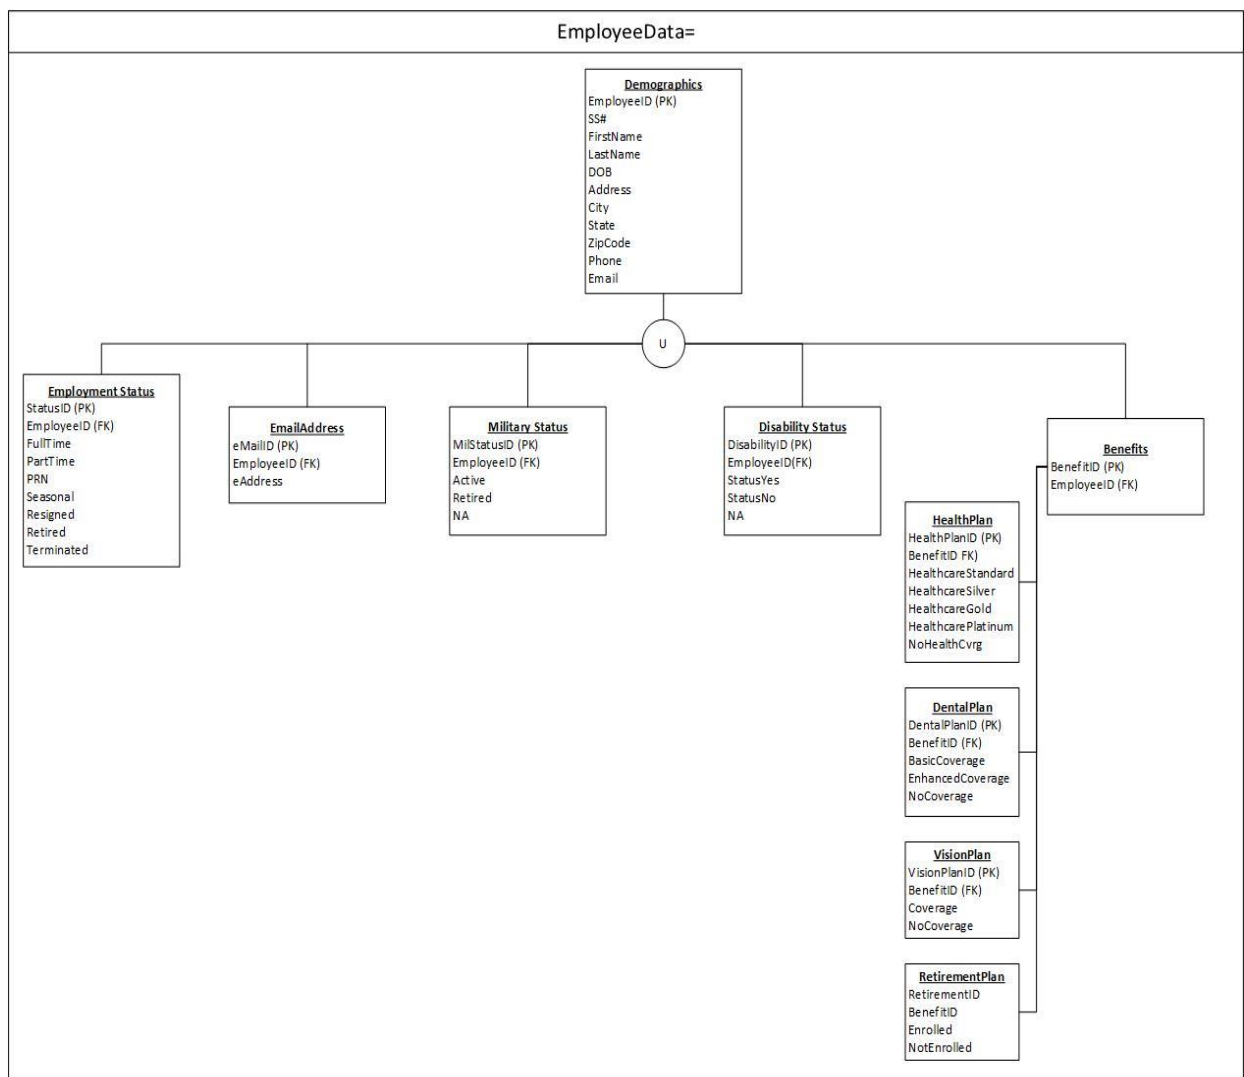 EmployeeData=
Demographics
EmployeeID (PK)
SS#
FirstName
LastName
DOB
Address
City
State
ZipCode
Phone
Email
U
Employment Status
StatusID (PK)
EmployeeID (FK)
FullTime
PartTime
PRN
Seasonal
Resigned
Retired
Terminated
EmailAddress
eMailID (PK)
EmployeeID (FK)
eAddress
Military Status
MilStatusID (PK)
EmployeeID (FK)
Active
Retired
NA
Disability Status
DisabilityID (PK)
EmployeeID(FK)
StatusYes
StatusNo
NA
Benefits
BenefitID (PK)
EmployeeID (FK)
HealthPlan
HealthPlanID (PK)
BenefitID FK)
HealthcareStandard
HealthcareSilver
HealthcareGold
HealthcarePlatinum
NoHealthCvrg
DentalPlan
DentalPlanID (PK)
BenefitID (FK)
BasicCoverage
EnhancedCoverage
NoCoverage
VisionPlan
VisionPlanID (PK)
BenefitID (FK)
Coverage
NoCoverage
RetirementPlan
RetirementID
BenefitID
Enrolled
NotEnrolled